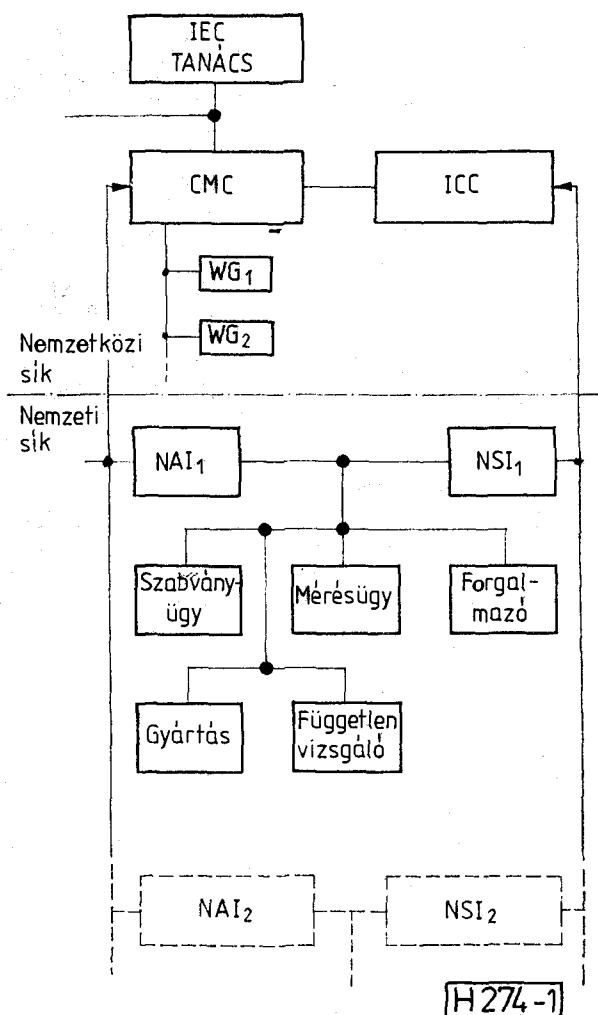 IEC
TANÁCS
CMC
ICC
WG1
WG2
Nemzetközi
sík
Nemzeti
sík
NAI1
NSI1
Szabvány-
ügy
Mérésügy
Forgal-
mazó
Gyártás
Független
vizsgáló
NAI2
NSI2
H 274-1